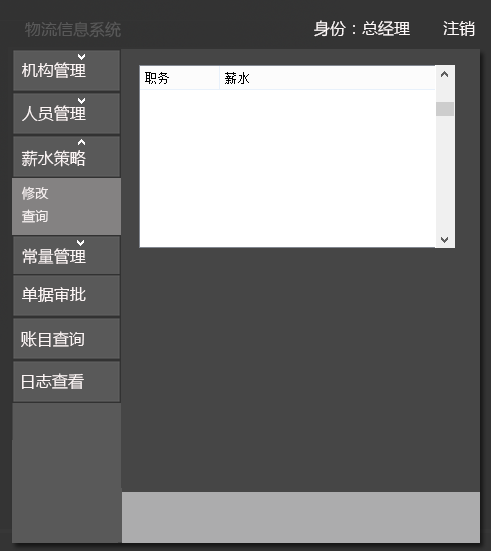 物流信息系统
身份：总经理 注销
机构管理
人员管理
薪水策略
修改
查询
常量管理
单据审批
账目查询
日志查看
职务 薪水